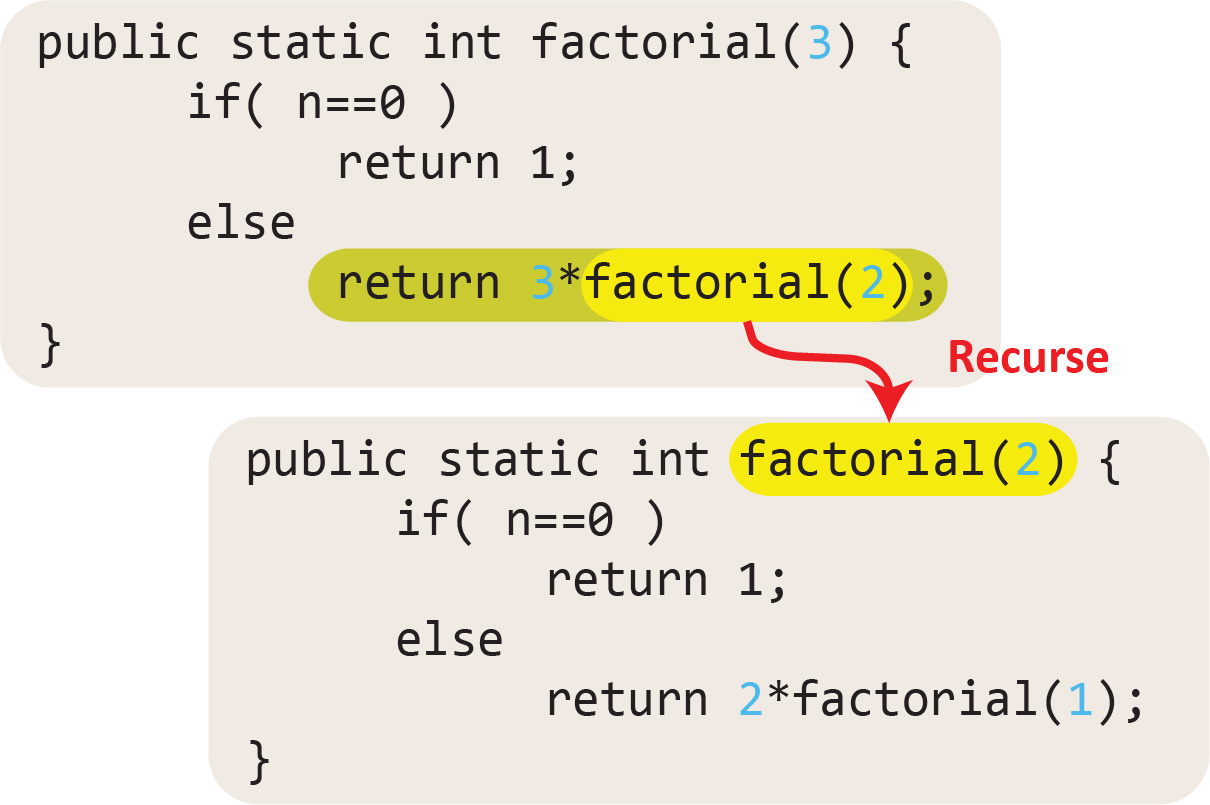 public static int factorial(3) {
if( n==0 )
return 1;
else
return 3*factorial(2);
}
Recurse
public static int factorial(2) {
if( n==0 )
return 1;
else
return 2*factorial(1);
}